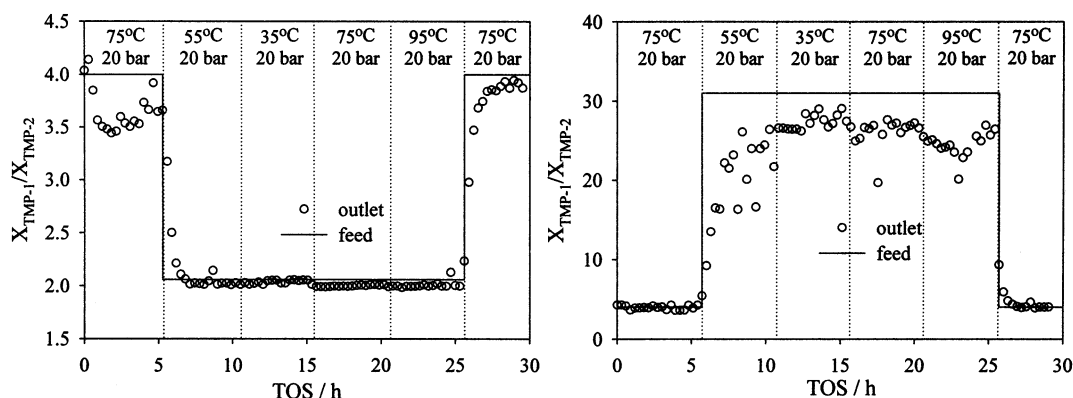 4.5
4.0
3.5
3.0
2.5
2.0
1.5
X_TMP-1/X_TMP-2
75°C 55°C 35°C 75°C 95°C 75°C
20 bar 20 bar 20 bar 20 bar 20 bar 20 bar
outlet
feed
0 5 10 15 20 25 30
TOS / h
40
30
20
10
0
X_TMP-1/X_TMP-2
75°C 55°C 35°C 75°C 95°C 75°C
20 bar 20 bar 20 bar 20 bar 20 bar 20 bar
outlet
feed
0 5 10 15 20 25 30
TOS / h